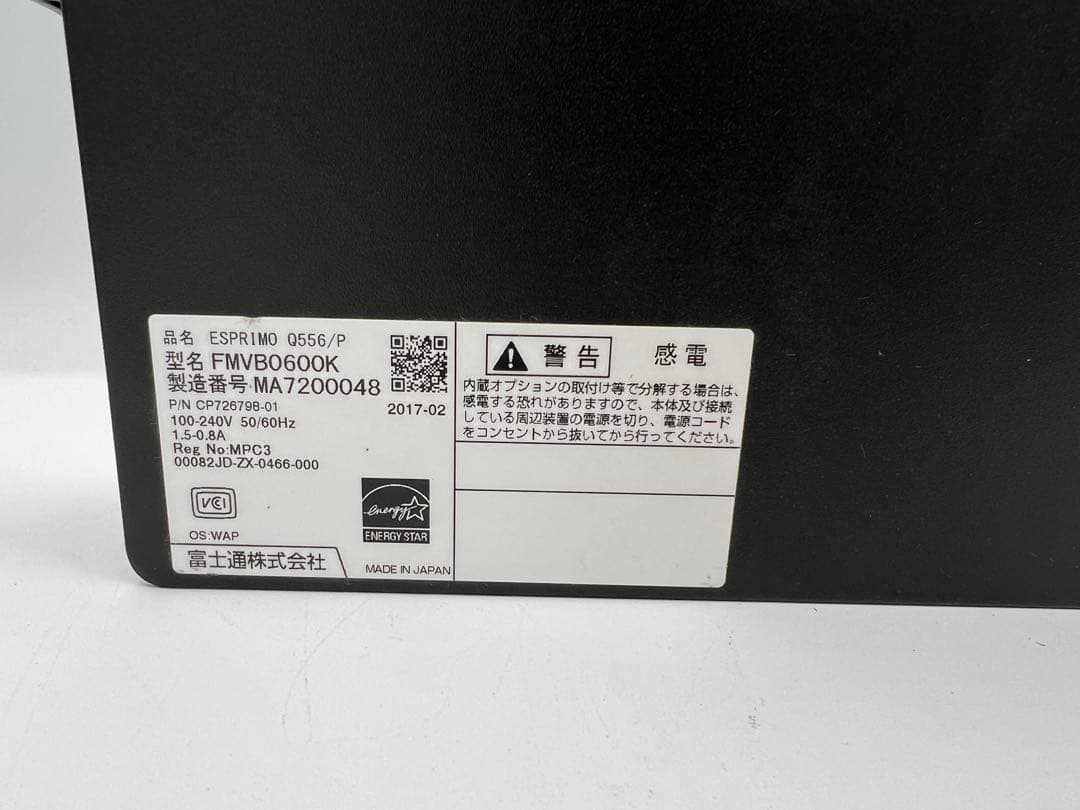 品名 ESPRIMO Q556/P
型名 FMVB0600K
製造番号 MA7200048
P/N CP726798-01
2017-02
100-240V 50/60Hz
1.5-0.8A
Reg No:MPC3
00082JD-ZX-0466-000
VCI
energy
ENERGY STAR
OS:WAP
富士通株式会社
MADE IN JAPAN
警告 感電
内蔵オプションの取付け等で分解する場合は、
感電する恐れがありますので、本体及び接続
している周辺装置の電源を切り、電源コード
をコンセントから抜いてから行ってください。